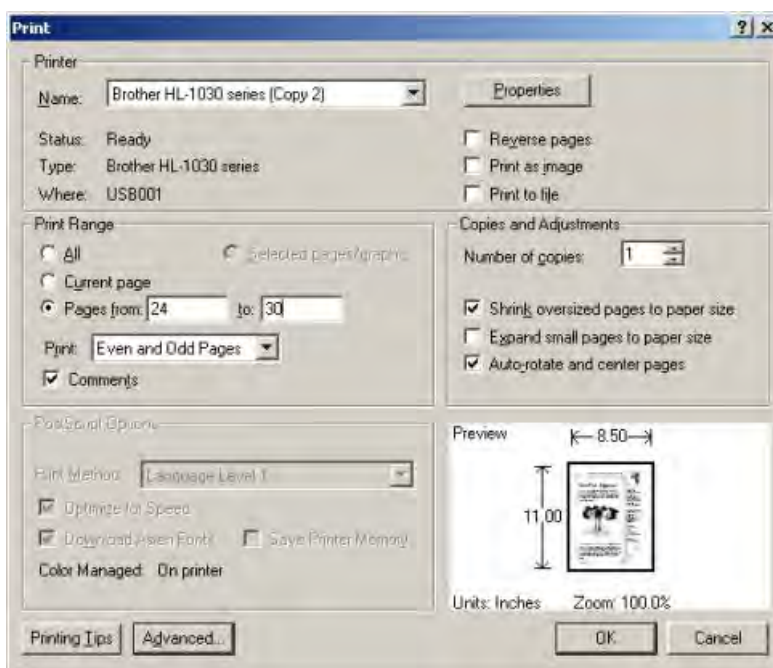 Print
Printer
Name: Brother HL-1030 series (Copy 2)
Properties
Status: Ready
Type: Brother HL-1030 series
Where: USB001
Reverse pages
Print as image
Print to file
Print Range
All
Selected pages/graphic
Current page
Pages from: 24 to: 30
Print: Even and Odd Pages
Comments
Copies and Adjustments
Number of copies: 1
Shrink oversized pages to paper size
Expand small pages to paper size
Auto-rotate and center pages
PostScript Options
Print Method: Language Level 1
Optimize for Speed
Download Asian Fonts
Save Printer Memory
Color Managed: On printer
Preview
8.50
11.00
Units: Inches Zoom: 100.0%
Printing Tips
Advanced...
OK
Cancel